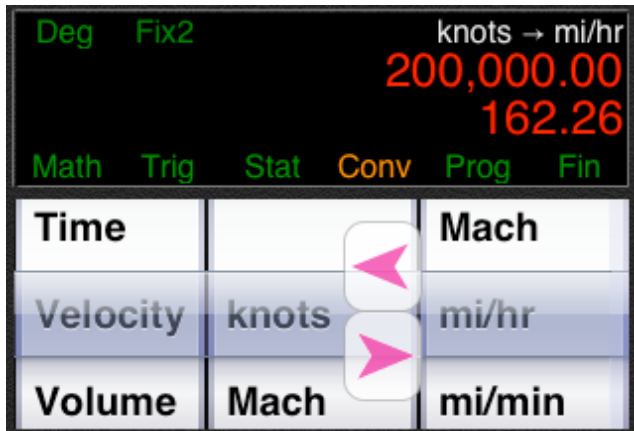 Deg Fix2 knots → mi/hr
200,000.00
162.26
Math Trig Stat Conv Prog Fin
Time Mach
Velocity knots mi/hr
Volume Mach mi/min